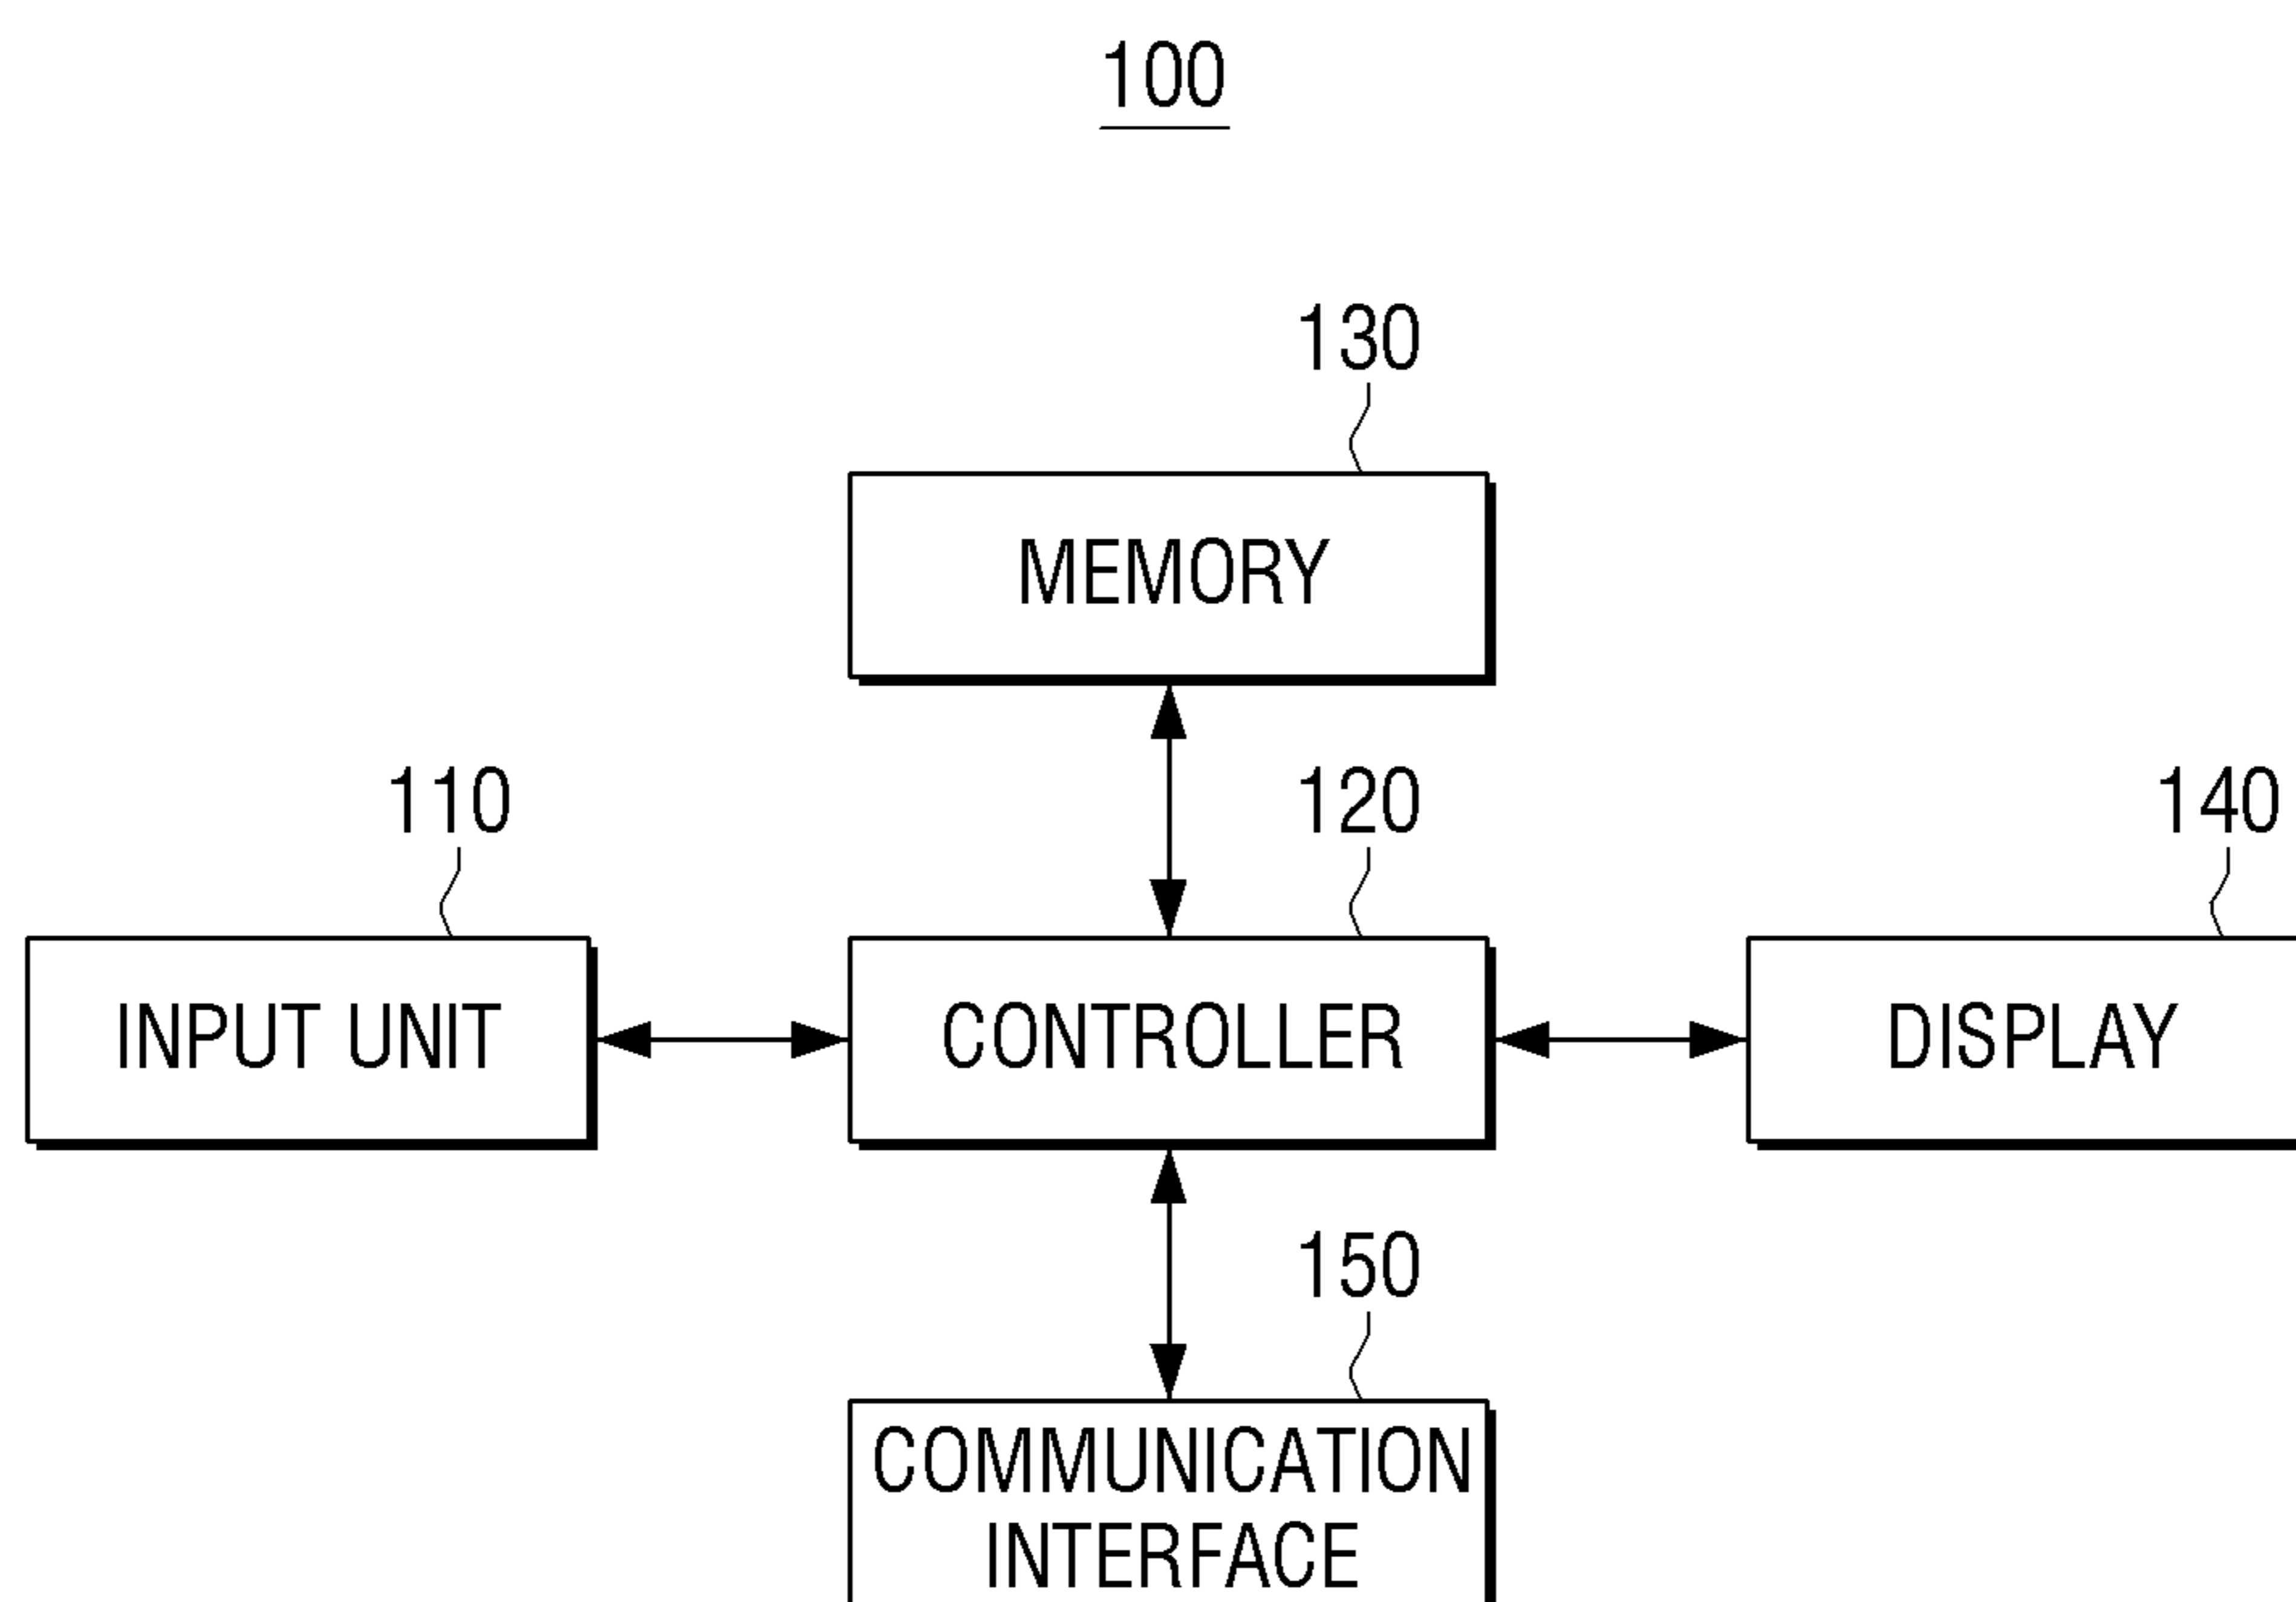 100
130
MEMORY
110
120
140
INPUT UNIT
CONTROLLER
DISPLAY
150
COMMUNICATION
INTERFACE